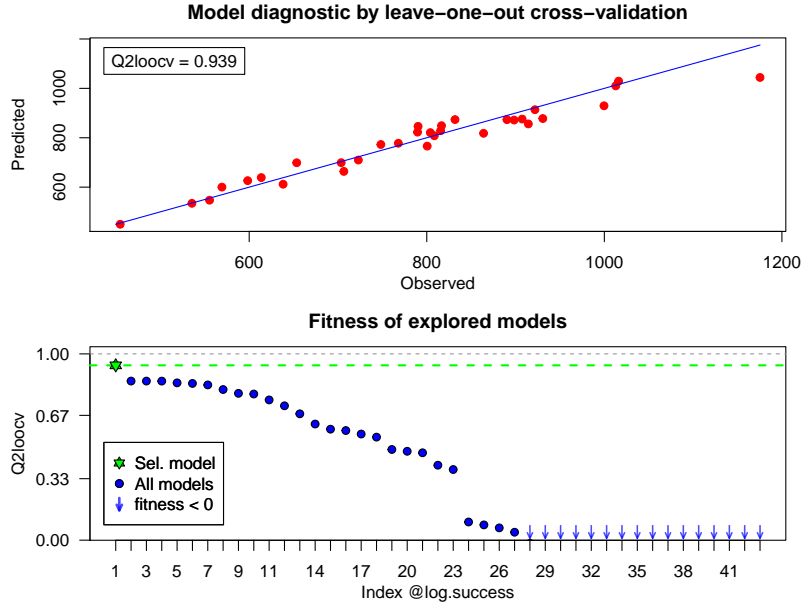 Model diagnostic by leave−one−out cross−validation
Q2loocv = 0.939
Predicted
600 800 1000
600 800 1000 1200
Observed
Fitness of explored models
Q2loocv
1.00
0.67
0.33
0.00
Sel. model
All models
fitness < 0
1 3 5 7 9 11 14 17 20 23 26 29 32 35 38 41
Index @log.success